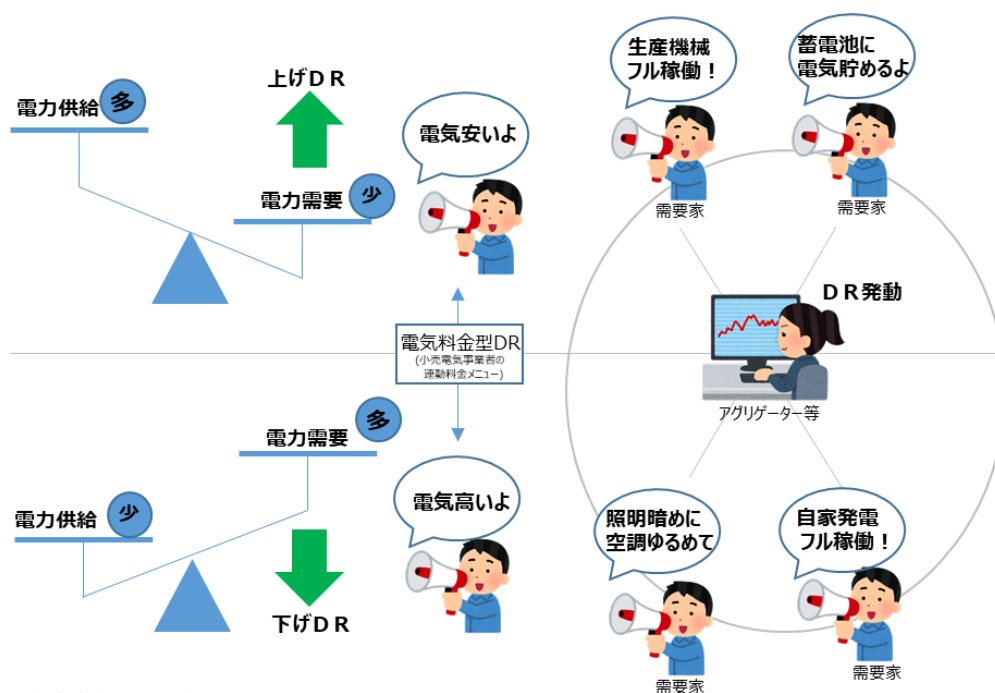 上げＤＲ
電力供給
多
電力需要
少
電気安いよ
生産機械
フル稼働！
需要家
蓄電池に
電気貯めるよ
需要家
ＤＲ発動
アグリゲーター等
電気料金型DR
(小売電気事業者の
連動料金メニュー)
電力需要
多
電力供給
少
下げＤＲ
電気高いよ
照明暗めに
空調ゆるめて
需要家
自家発電
フル稼働！
需要家